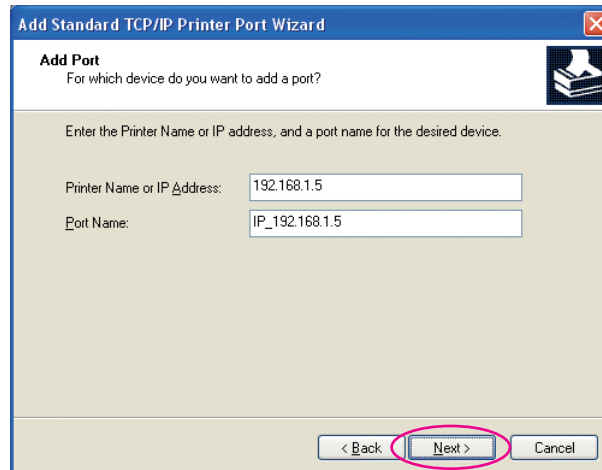 Add Standard TCP/IP Printer Port Wizard
Add Port
For which device do you want to add a port?
Enter the Printer Name or IP address, and a port name for the desired device.
Printer Name or IP Address: 192.168.1.5
Port Name: IP_192.168.1.5
< Back Next > Cancel